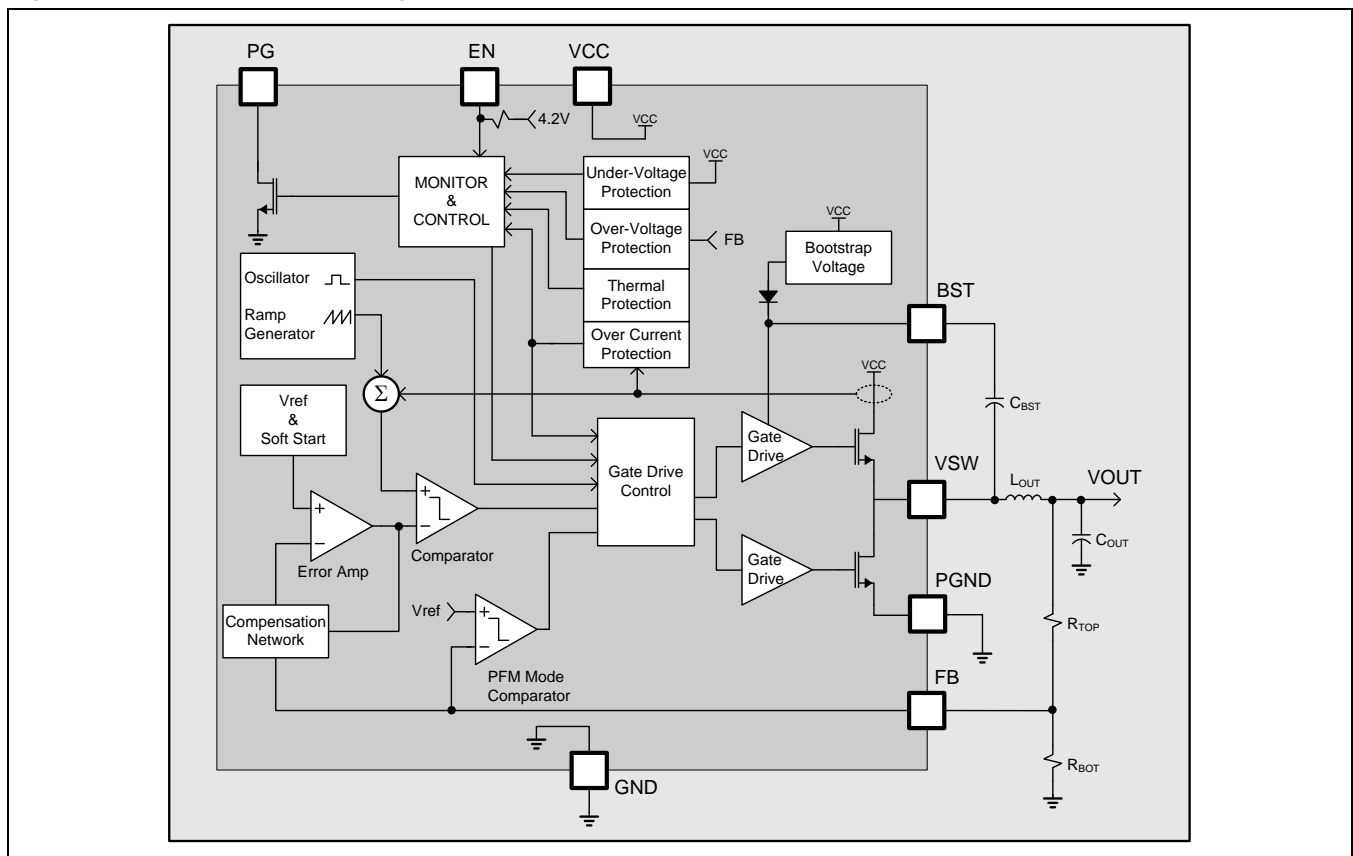 PG
EN
VCC
4.2V
VCC
MONITOR
&
CONTROL
Under-Voltage
Protection
VCC
Over-Voltage
Protection
FB
Thermal
Protection
Over Current
Protection
VCC
Bootstrap
Voltage
BST
Oscillator
Ramp
Generator
Σ
VCC
CBST
Vref
&
Soft Start
Gate Drive
Control
Gate
Drive
VSW
LOUT
VOUT
COUT
+
−
Error Amp
+
−
Comparator
Gate
Drive
PGND
RTOP
Compensation
Network
Vref
+
−
PFM Mode
Comparator
FB
RBOT
GND